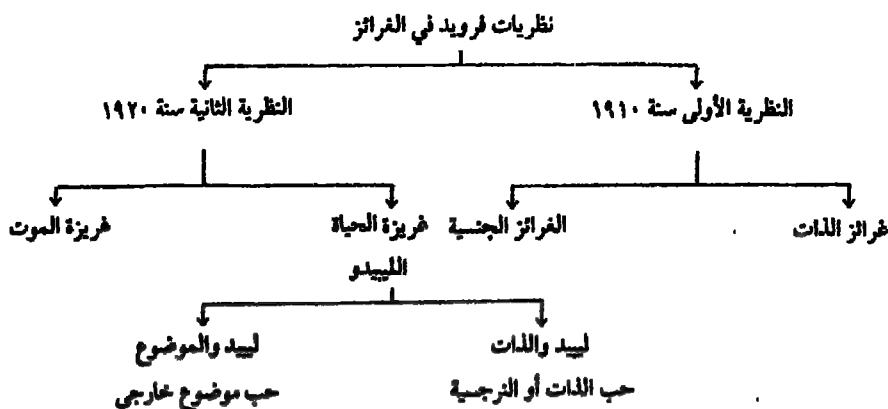 نظريات فرويد في الغرائز
النظرية الأولى سنة ١٩١٠ النظرية الثانية سنة ١٩٢٠
غرائز الذات الغرائز الجنسية غريزة الحياة غريزة الموت
الليبيدو
ليبيد والذات ليبيد والموضوع
حب الذات أو النرجسية حب موضوع خارجي